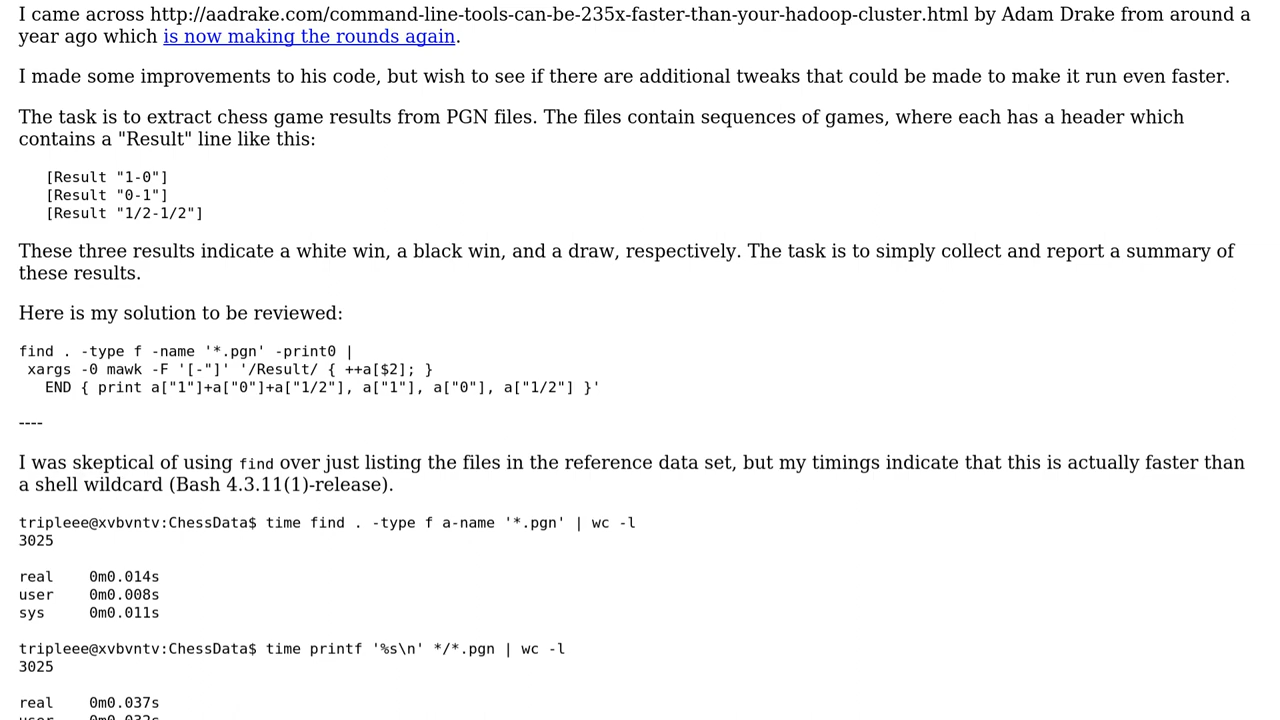 I came across http://aadrake.com/command-line-tools-can-be-235x-faster-than-your-hadoop-cluster.html by Adam Drake from around a
year ago which is now making the rounds again.
I made some improvements to his code, but wish to see if there are additional tweaks that could be made to make it run even faster.
The task is to extract chess game results from PGN files. The files contain sequences of games, where each has a header which
contains a "Result" line like this:
[Result "1-0"]
[Result "0-1"]
[Result "1/2-1/2"]
These three results indicate a white win, a black win, and a draw, respectively. The task is to simply collect and report a summary of
these results.
Here is my solution to be reviewed:
find . -type f -name '*.pgn' -print0 |
xargs -0 mawk -F '[-"]' '/Result/ { ++a[$2]; }
END { print a["1"]+a["0"]+a["1/2"], a["1"], a["0"], a["1/2"] }'
----
I was skeptical of using find over just listing the files in the reference data set, but my timings indicate that this is actually faster than
a shell wildcard (Bash 4.3.11(1)-release).
tripleee@xvbvntv:ChessData$ time find . -type f a-name '*.pgn' | wc -l
3025
real 0m0.014s
user 0m0.008s
sys 0m0.011s
tripleee@xvbvntv:ChessData$ time printf '%s\n' */*.pgn | wc -l
3025
real 0m0.037s